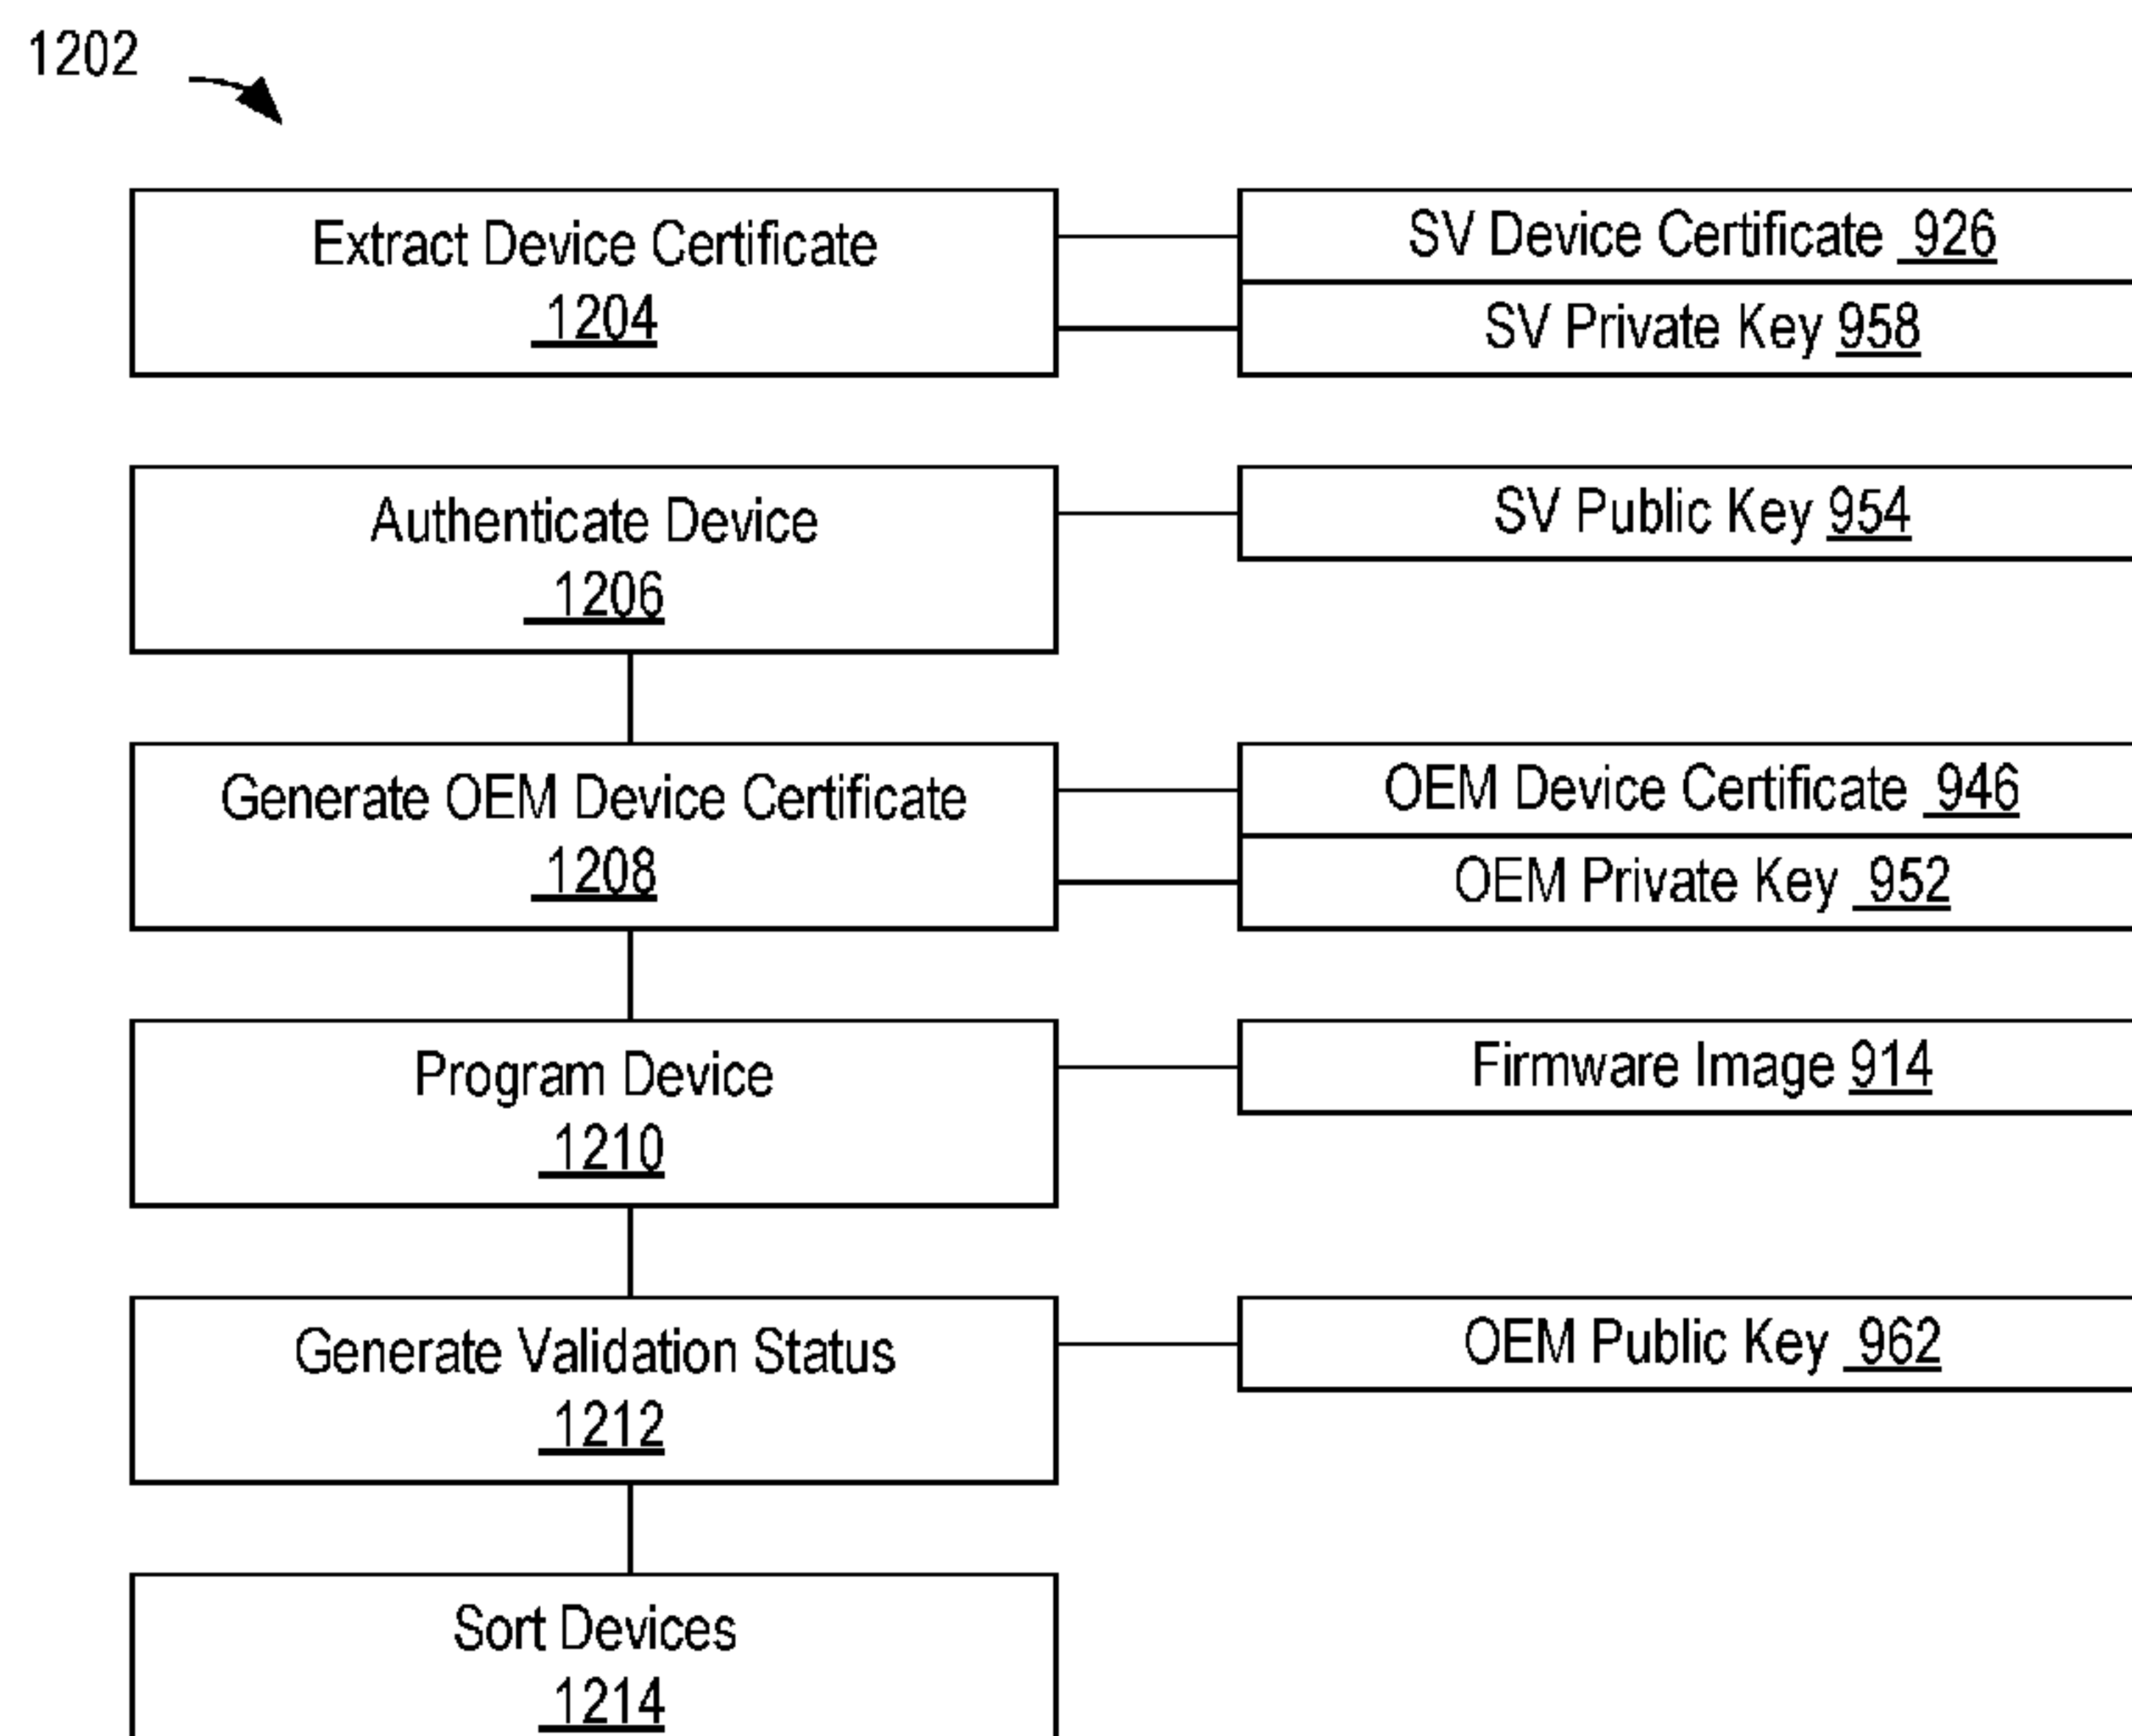 1202
Extract Device Certificate
1204
SV Device Certificate 926
SV Private Key 958
Authenticate Device
1206
SV Public Key 954
Generate OEM Device Certificate
1208
OEM Device Certificate 946
OEM Private Key 952
Program Device
1210
Firmware Image 914
Generate Validation Status
1212
OEM Public Key 962
Sort Devices
1214